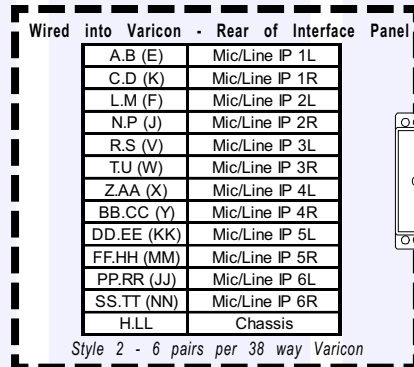 Wired into Varicon - Rear of Interface Panel
A.B (E) Mic/Line IP 1L
C.D (K) Mic/Line IP 1R
L.M (F) Mic/Line IP 2L
N.P (J) Mic/Line IP 2R
R.S (V) Mic/Line IP 3L
T.U (W) Mic/Line IP 3R
Z.AA (X) Mic/Line IP 4L
BB.CC (Y) Mic/Line IP 4R
DD.EE (KK) Mic/Line IP 5L
FF.HH (MM) Mic/Line IP 5R
PP.RR (JJ) Mic/Line IP 6L
SS.TT (NN) Mic/Line IP 6R
H.LL Chassis
Style 2 - 6 pairs per 38 way Varicon